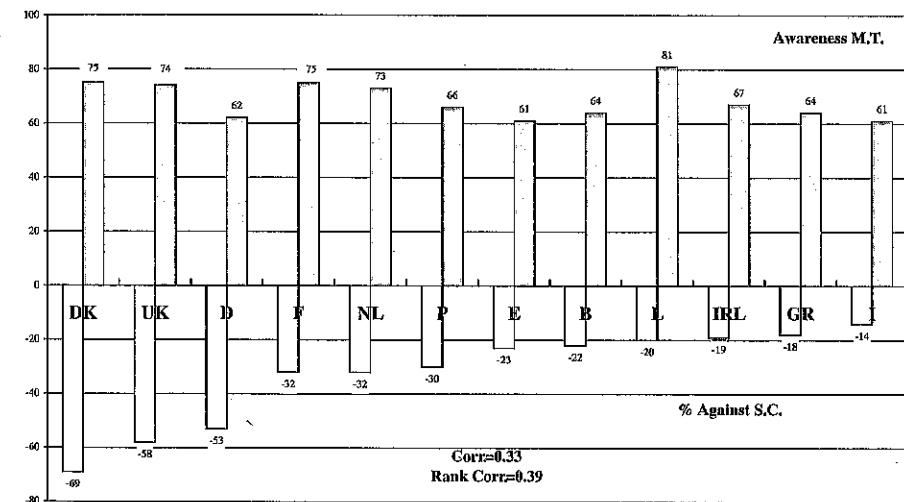 100
Awareness M.T.
80
60
40
20
0
-20
-40
-60
-80
75 74 62 75 73 66 61 64 81 67 64 61
DK UK D F NL P E B L IRL GR I
-69 -58 -53 -32 -32 -30 -23 -22 -20 -19 -18 -14
% Against S.C.
Corr.=0.33
Rank Corr.=0.39